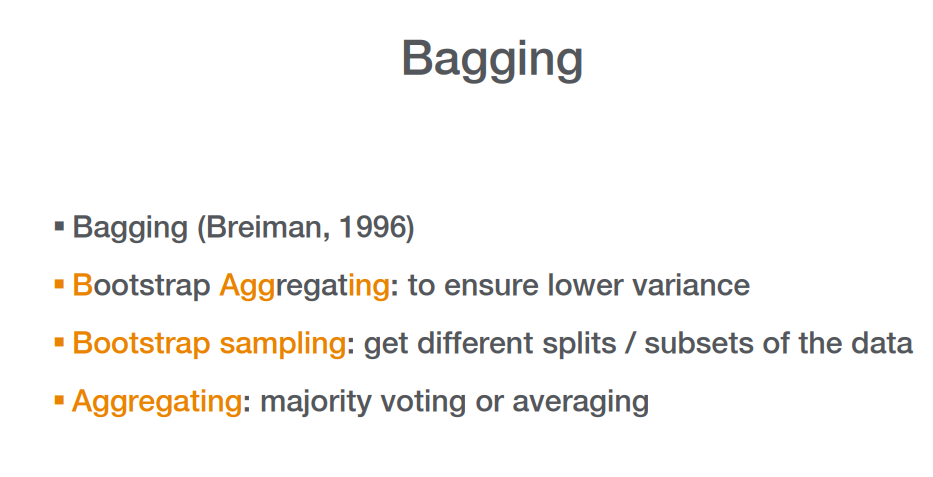 Bagging
▪ Bagging (Breiman, 1996)
▪ Bootstrap Aggregating: to ensure lower variance
▪ Bootstrap sampling: get different splits / subsets of the data
▪ Aggregating: majority voting or averaging